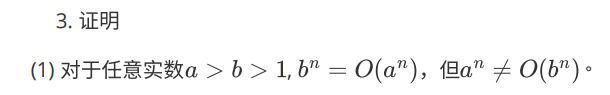 3. 证明
(1) 对于任意实数a > b > 1, bⁿ = O(aⁿ)，但aⁿ ≠ O(bⁿ)。